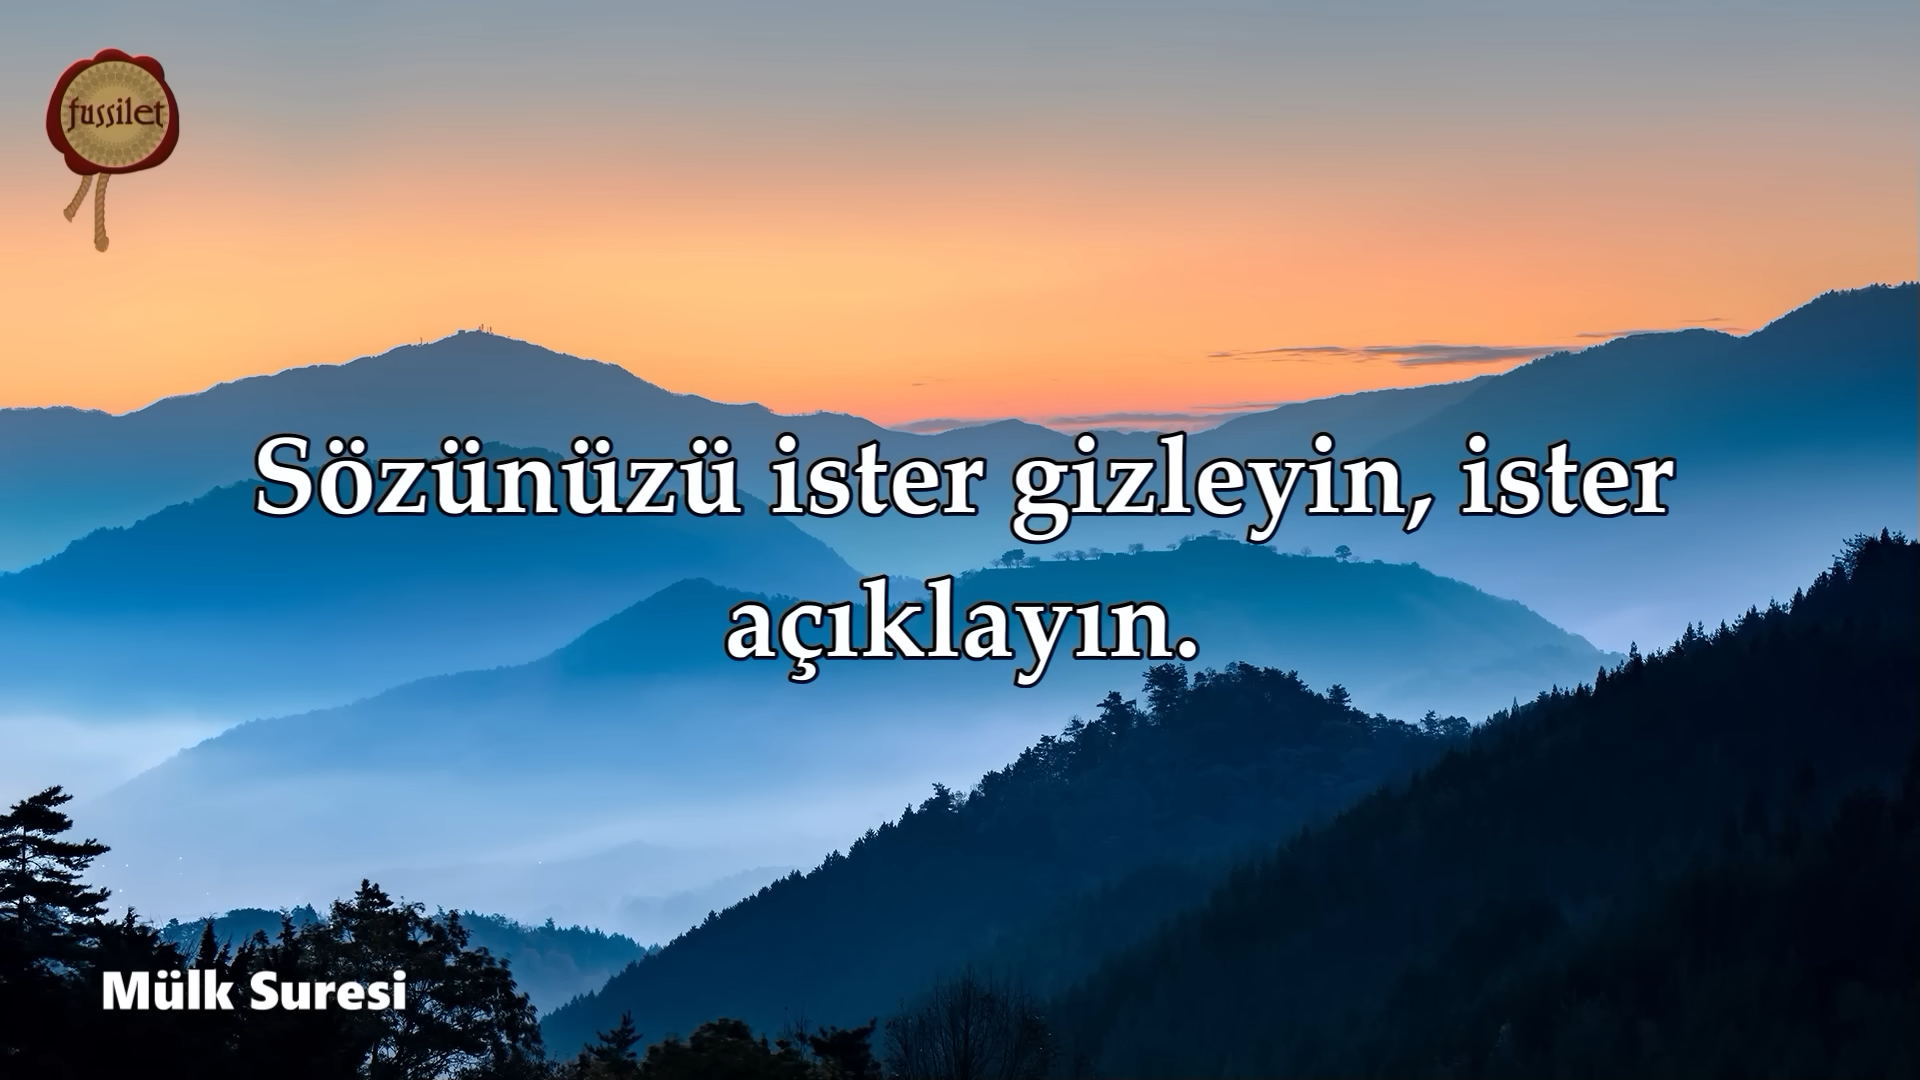 fussilet
Sözünüzü ister gizleyin, ister
açıklayın.
Mülk Suresi